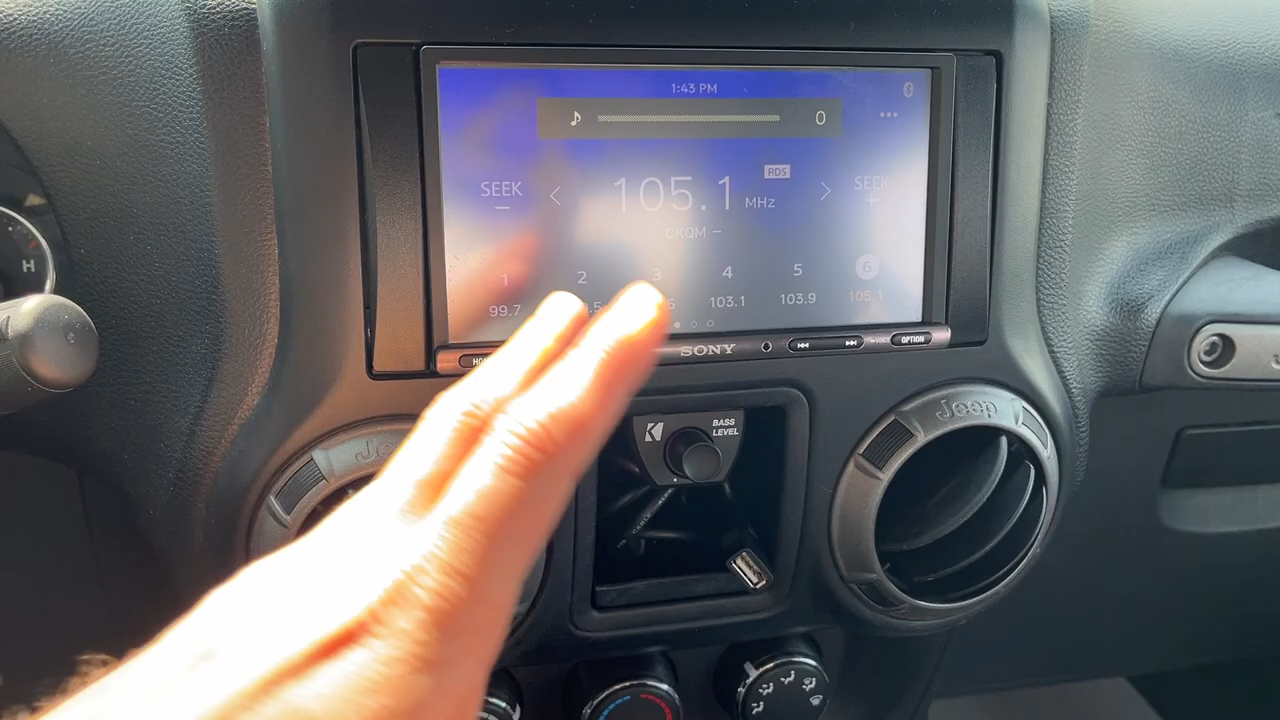 1:43 PM
0
RDS
SEEK
–
105.1 MHz
SEEK
+
CKQM –
1 2 3 4 5 6
99.7
103.1 103.9 105.1
SONY
OPTION
Jeep
BASS
LEVEL
K
H